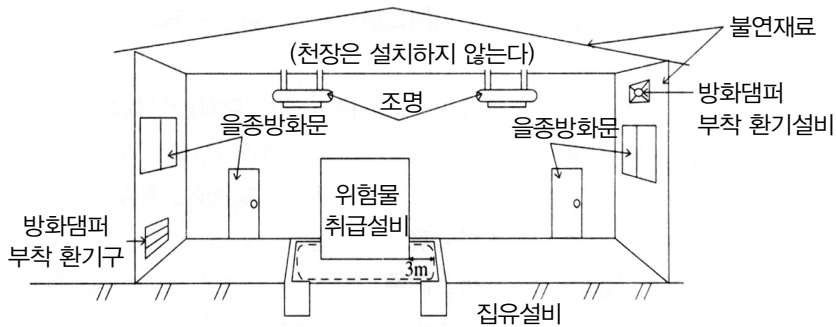 불연재료
(천장은 설치하지 않는다)
조명
방화댐퍼
부착 환기설비
을종방화문
을종방화문
위험물
취급설비
방화댐퍼
부착 환기구
3m
집유설비